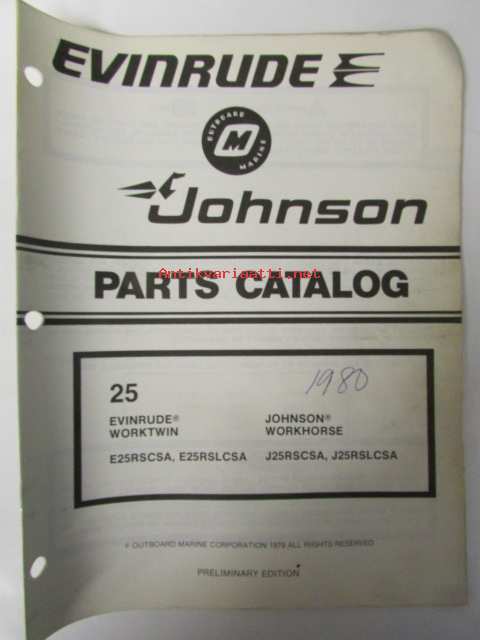 EVINRUDE
OUTBOARD MARINE
M
Johnson
Antikvariaatti.net
PARTS CATALOG
25
1980
EVINRUDE® JOHNSON®
WORKTWIN WORKHORSE
E25RSCSA, E25RSLCSA J25RSCSA, J25RSLCSA
© OUTBOARD MARINE CORPORATION 1979 ALL RIGHTS RESERVED
PRELIMINARY EDITION